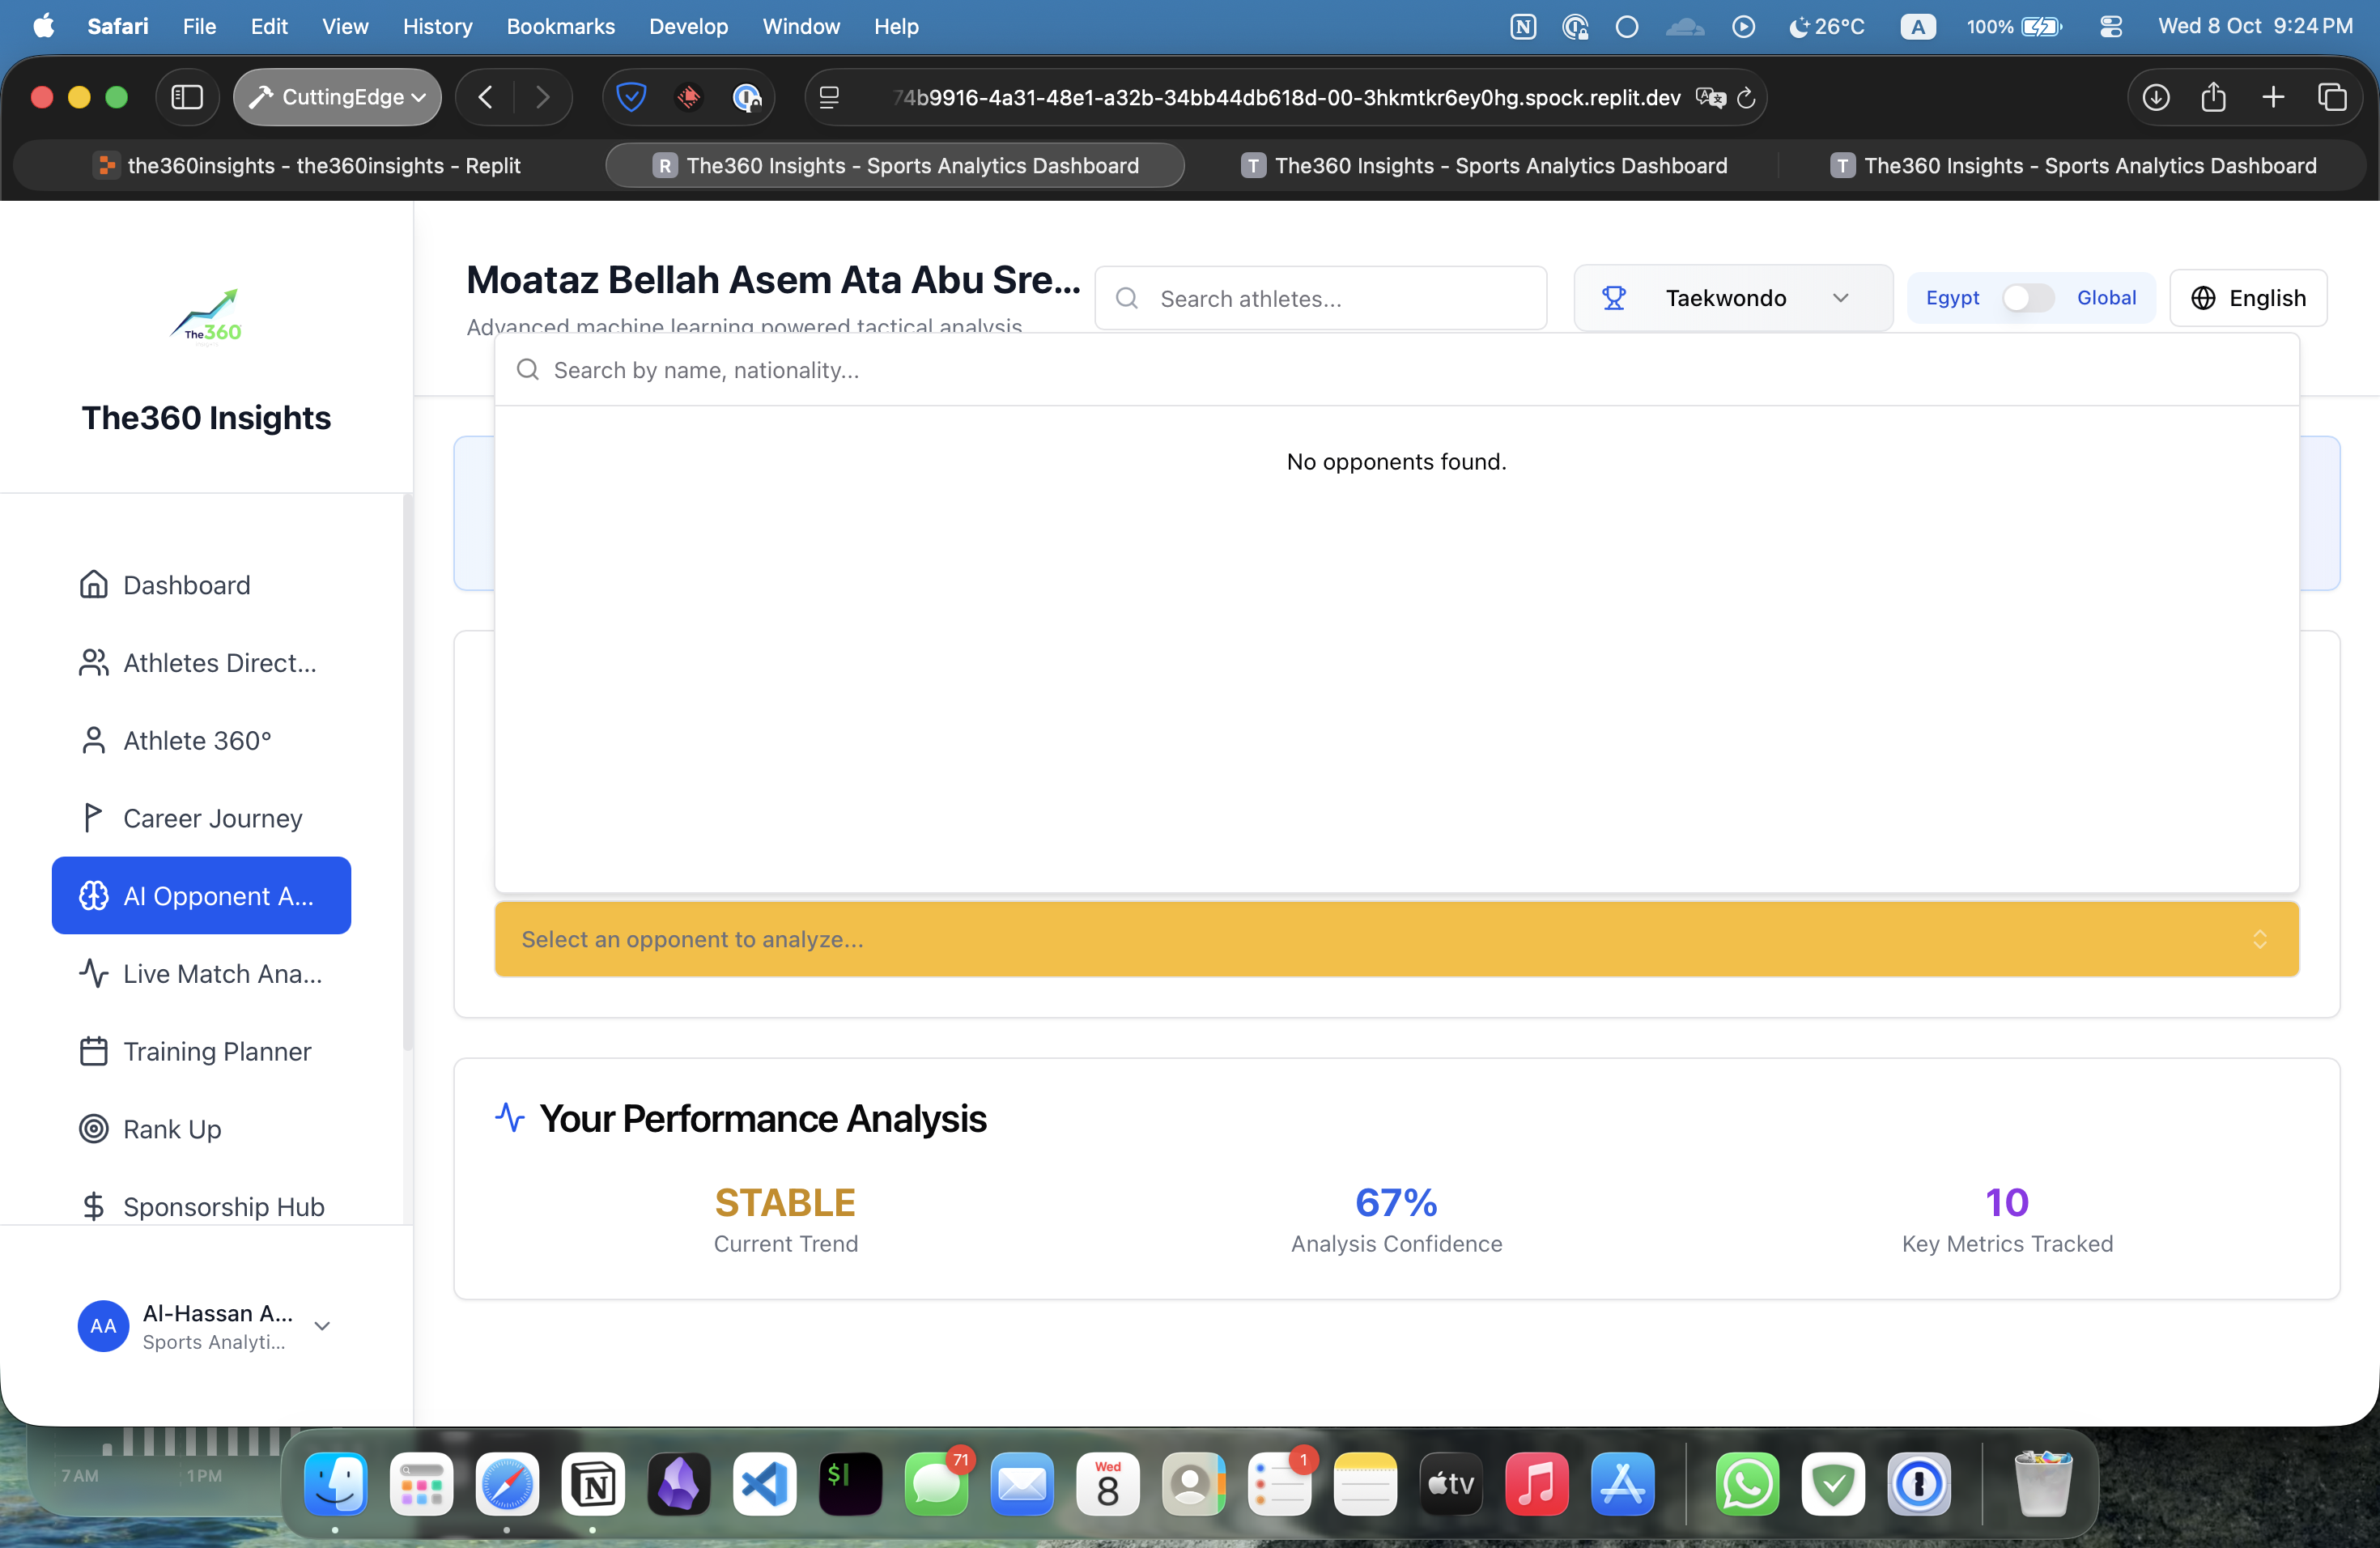 Safari File Edit View History Bookmarks Develop Window Help
N 26°C A 100% Wed 8 Oct 9:24 PM
CuttingEdge
74b9916-4a31-48e1-a32b-34bb44db618d-00-3hkmtkr6ey0hg.spock.replit.dev
the360insights - the360insights - Replit
R The360 Insights - Sports Analytics Dashboard
T The360 Insights - Sports Analytics Dashboard
T The360 Insights - Sports Analytics Dashboard
The360
The360 Insights
Dashboard
Athletes Direct...
Athlete 360°
Career Journey
AI Opponent A...
Live Match Ana...
Training Planner
Rank Up
Sponsorship Hub
AA
Al-Hassan A...
Sports Analyti...
Moataz Bellah Asem Ata Abu Sre...
Advanced machine learning powered tactical analysis
Search athletes...
Taekwondo
Egypt Global
English
Search by name, nationality...
No opponents found.
Select an opponent to analyze...
Your Performance Analysis
STABLE
Current Trend
67%
Analysis Confidence
10
Key Metrics Tracked
7 AM 1 PM
N
$
71
Wed
8
1
tv